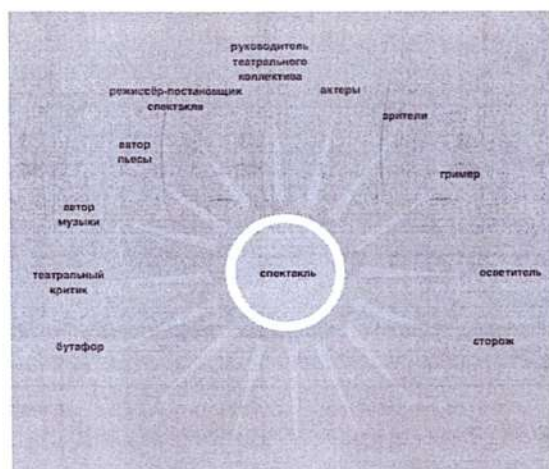 руководитель
театрального
коллектива
режиссёр-постановщик
спектакля
актеры
зрители
автор
пьесы
гример
автор
музыки
театральный
критик
спектакль
осветитель
бутафор
сторож